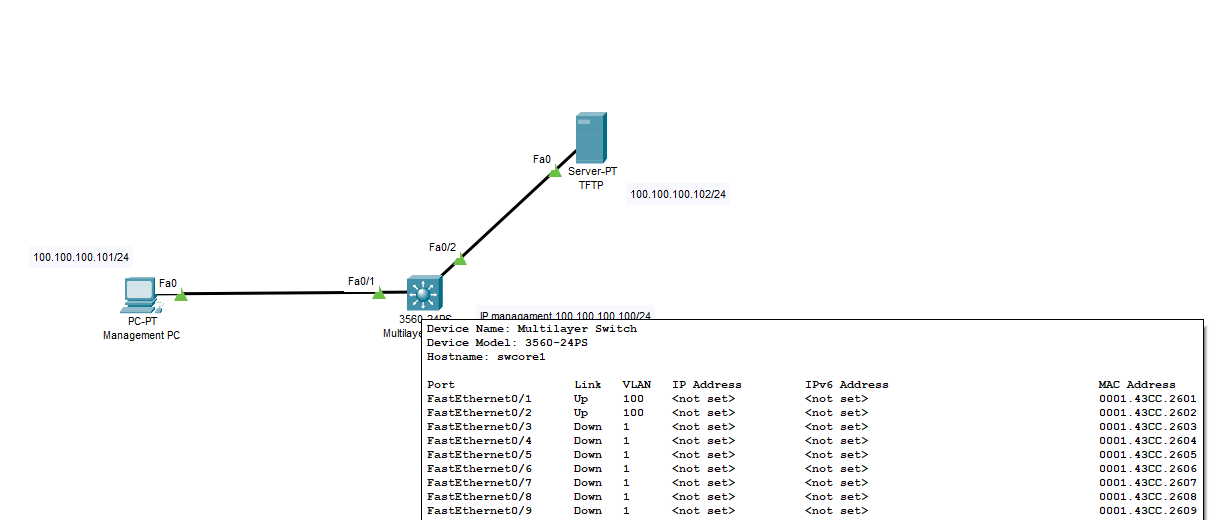 Fa0
Server-PT
TFTP
100.100.100.102/24
Fa0/2
100.100.100.101/24
Fa0
Fa0/1
PC-PT
Management PC
3560-24PS
IP managament 100.100.100.100/24
Multilaye
Device Name: Multilayer Switch
Device Model: 3560-24PS
Hostname: swcore1
Port Link VLAN IP Address IPv6 Address MAC Address
FastEthernet0/1 Up 100 <not set> <not set> 0001.43CC.2601
FastEthernet0/2 Up 100 <not set> <not set> 0001.43CC.2602
FastEthernet0/3 Down 1 <not set> <not set> 0001.43CC.2603
FastEthernet0/4 Down 1 <not set> <not set> 0001.43CC.2604
FastEthernet0/5 Down 1 <not set> <not set> 0001.43CC.2605
FastEthernet0/6 Down 1 <not set> <not set> 0001.43CC.2606
FastEthernet0/7 Down 1 <not set> <not set> 0001.43CC.2607
FastEthernet0/8 Down 1 <not set> <not set> 0001.43CC.2608
FastEthernet0/9 Down 1 <not set> <not set> 0001.43CC.2609